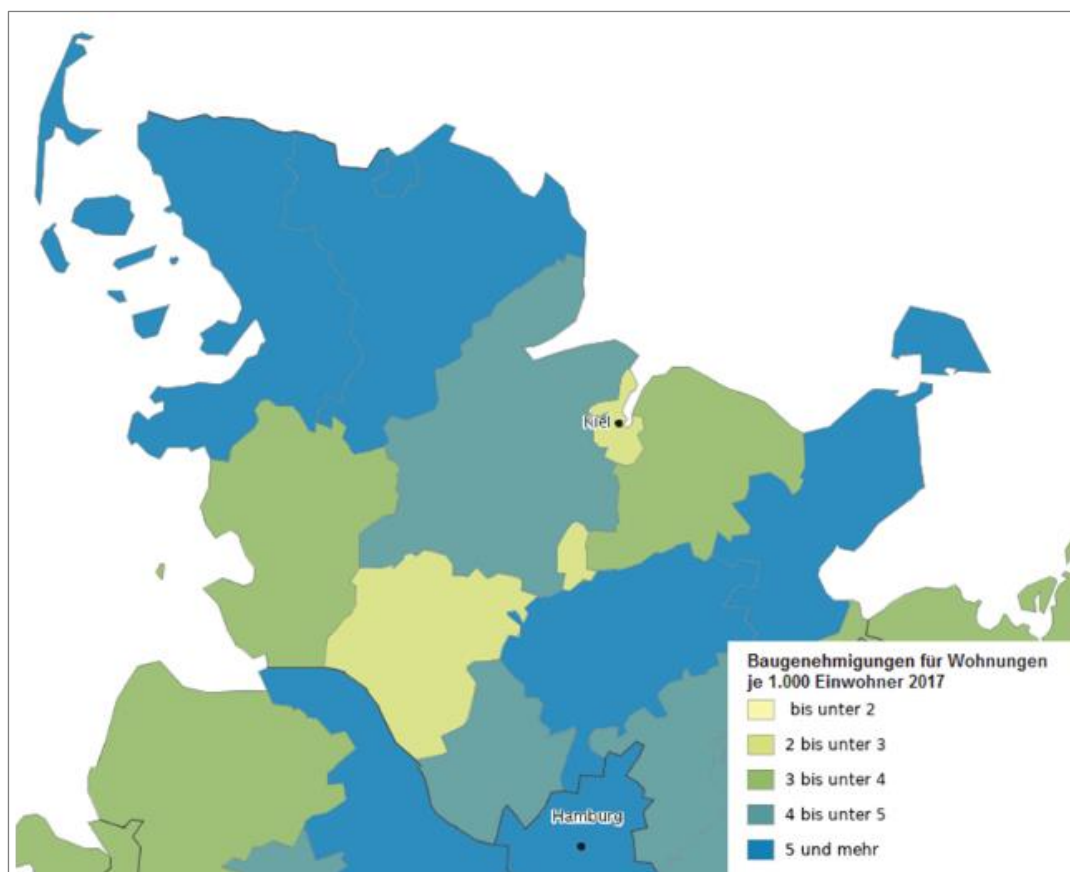 Kiel
Baugenehmigungen für Wohnungen
je 1.000 Einwohner 2017
bis unter 2
2 bis unter 3
3 bis unter 4
4 bis unter 5
5 und mehr
Hamburg